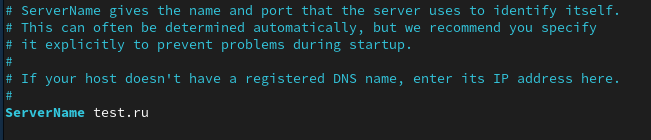 # ServerName gives the name and port that the server uses to identify itself.
# This can often be determined automatically, but we recommend you specify
# it explicitly to prevent problems during startup.
#
# If your host doesn't have a registered DNS name, enter its IP address here.
#
ServerName test.ru